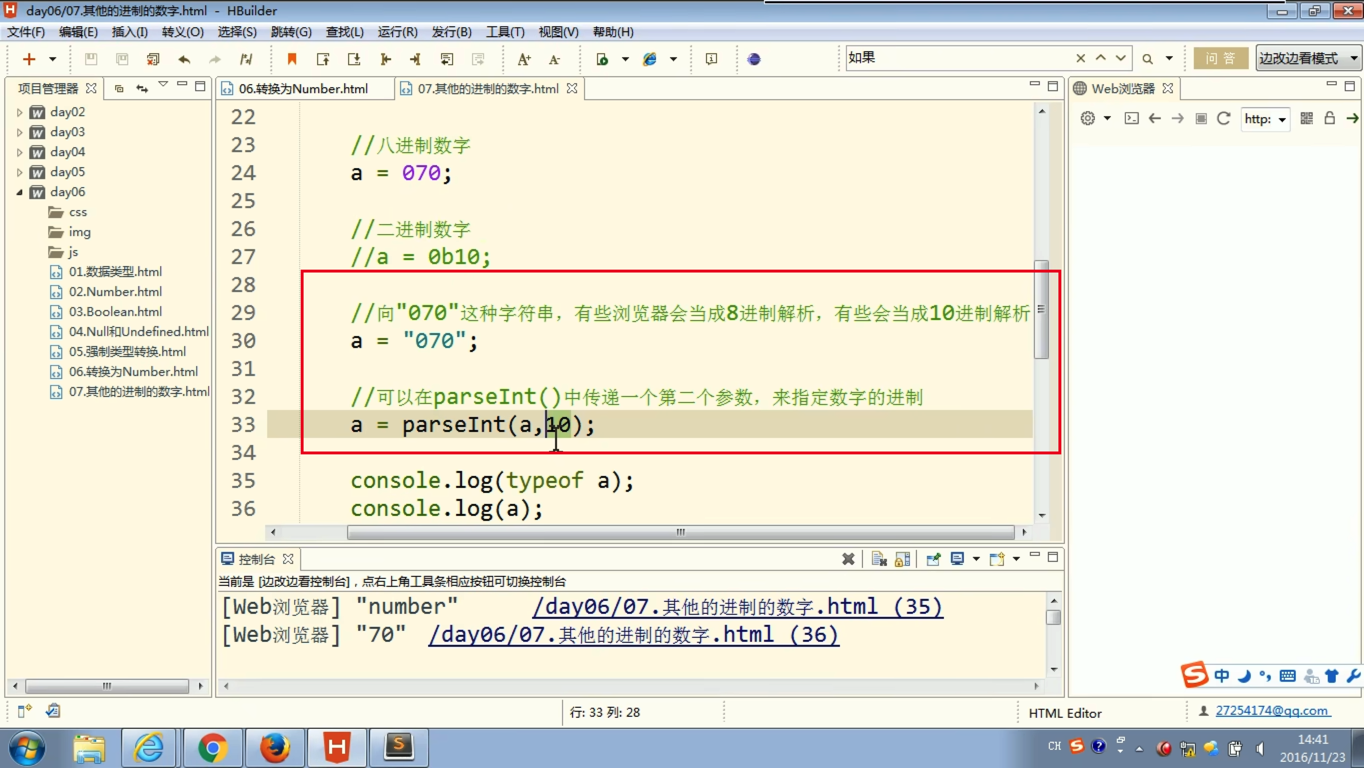 day06/07.其他的进制的数字.html - HBuilder
文件(F) 编辑(E) 插入(I) 转义(O) 选择(S) 跳转(G) 查找(L) 运行(R) 发行(B) 工具(T) 视图(V) 帮助(H)
如果 问 答 边改边看模式
项目管理器
day02
day03
day04
day05
day06
css
img
js
01.数据类型.html
02.Number.html
03.Boolean.html
04.Null和Undefined.html
05.强制类型转换.html
06.转换为Number.html
07.其他的进制的数字.html
06.转换为Number.html 07.其他的进制的数字.html
22
23 //八进制数字
24 a = 070;
25
26 //二进制数字
27 //a = 0b10;
28
29 //向"070"这种字符串，有些浏览器会当成8进制解析，有些会当成10进制解析
30 a = "070";
31
32 //可以在parseInt()中传递一个第二个参数，来指定数字的进制
33 a = parseInt(a,10);
34
35 console.log(typeof a);
36 console.log(a);
Web浏览器
http:
控制台
当前是 [边改边看控制台]，点右上角工具条相应按钮可切换控制台
[Web浏览器] "number" /day06/07.其他的进制的数字.html (35)
[Web浏览器] "70" /day06/07.其他的进制的数字.html (36)
中
行: 33 列: 28 HTML Editor 27254174@qq.com
CH 14:41
2016/11/23